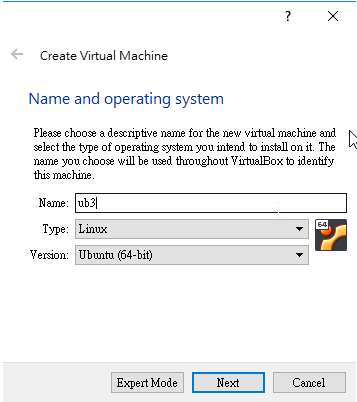 ?
Create Virtual Machine
Name and operating system
Please choose a descriptive name for the new virtual machine and
select the type of operating system you intend to install on it. The
name you choose will be used throughout VirtualBox to identify
this machine.
Name: ub3
Type: Linux
64
Version: Ubuntu (64-bit)
Expert Mode Next Cancel